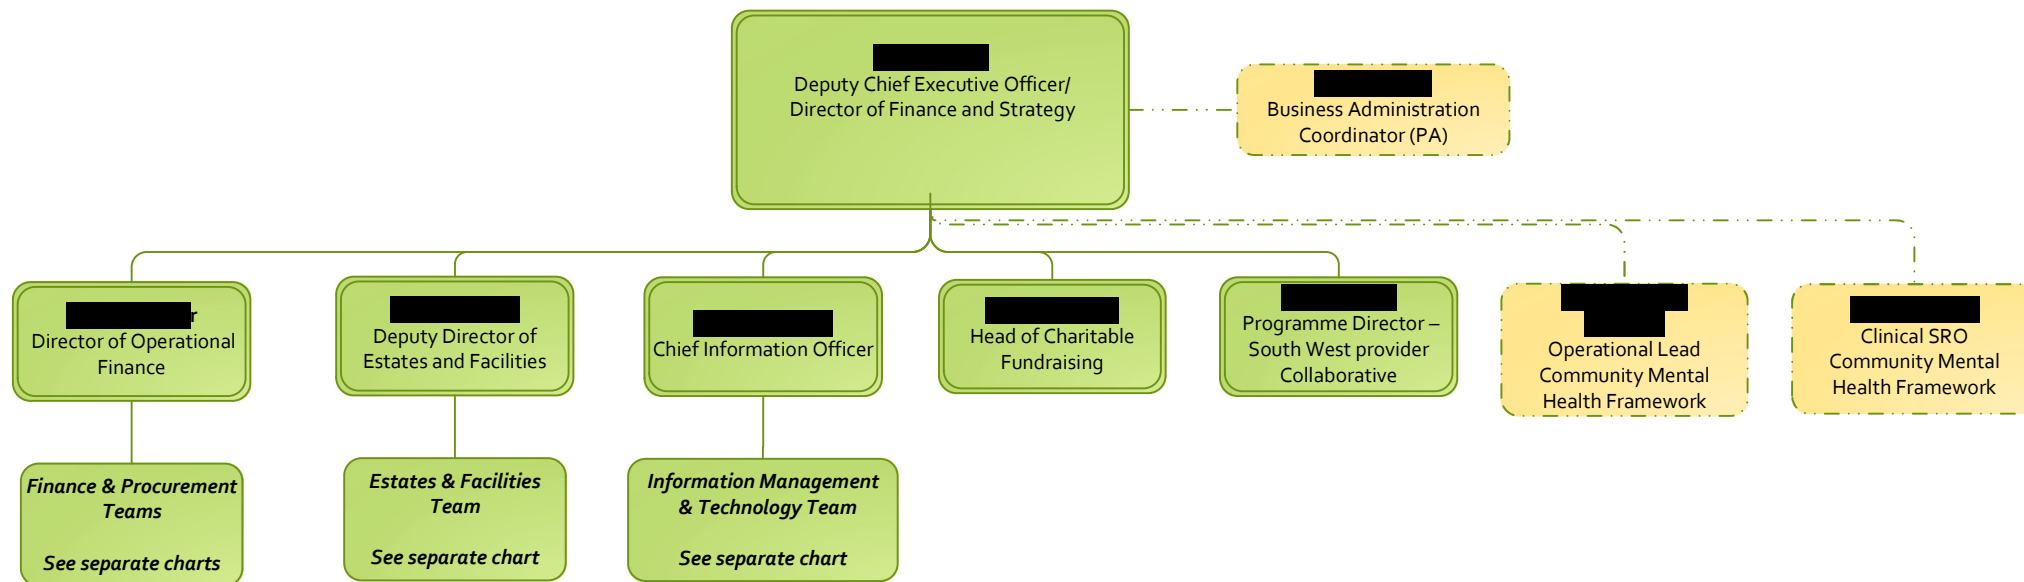 Deputy Chief Executive Officer/
Director of Finance and Strategy
Business Administration
Coordinator (PA)
r
Director of Operational
Finance
Deputy Director of
Estates and Facilities
Chief Information Officer
Head of Charitable
Fundraising
Programme Director –
South West provider
Collaborative
Operational Lead
Community Mental
Health Framework
Clinical SRO
Community Mental
Health Framework
Finance & Procurement
Teams
See separate charts
Estates & Facilities
Team
See separate chart
Information Management
& Technology Team
See separate chart